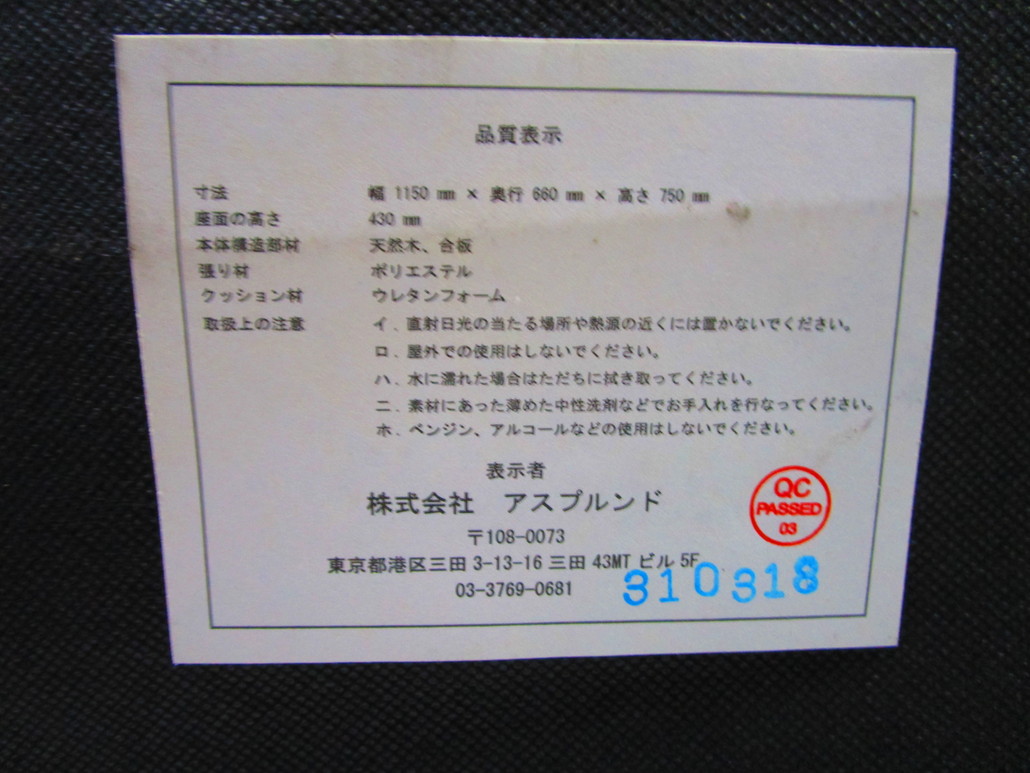 品質表示
寸法 幅 1150 ㎜ × 奥行 660 ㎜ × 高さ 750 ㎜
座面の高さ 430 ㎜
本体構造部材 天然木、合板
張り材 ポリエステル
クッション材 ウレタンフォーム
取扱上の注意 イ．直射日光の当たる場所や熱源の近くには置かないでください。
ロ．屋外での使用はしないでください。
ハ．水に濡れた場合はただちに拭き取ってください。
ニ．素材にあった薄めた中性洗剤などでお手入れを行なってください。
ホ．ベンジン、アルコールなどの使用はしないでください。
表示者
株式会社 アスプルンド
〒108-0073
東京都港区三田 3-13-16 三田 43MT ビル 5F
03-3769-0681
QC
PASSED
03
310318